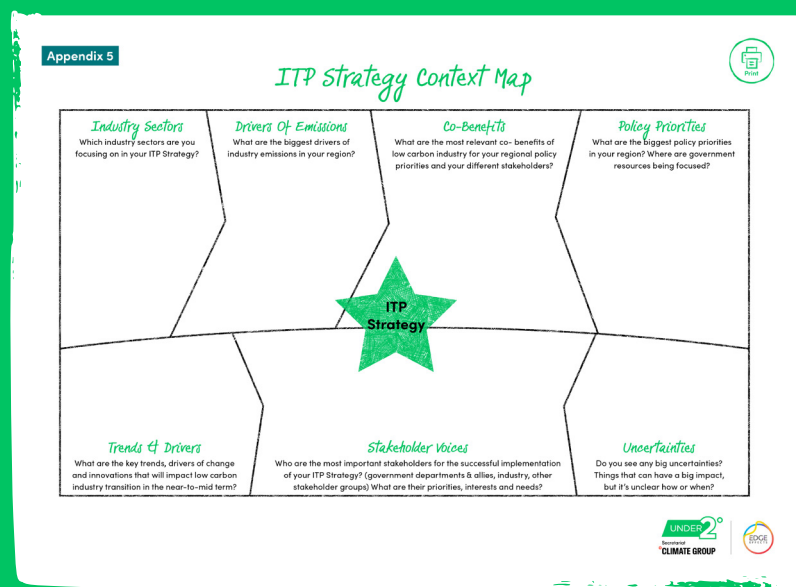 Appendix 5
ITP Strategy Context Map
Print
Industry Sectors
Which industry sectors are you
focusing on in your ITP Strategy?
Drivers Of Emissions
What are the biggest drivers of
industry emissions in your region?
Co-Benefits
What are the most relevant co- benefits of
low carbon industry for your regional policy
priorities and your different stakeholders?
Policy Priorities
What are the biggest policy priorities
in your region? Where are government
resources being focused?
ITP
Strategy
Trends & Drivers
What are the key trends, drivers of change
and innovations that will impact low carbon
industry transition in the near-to-mid term?
Stakeholder Voices
Who are the most important stakeholders for the successful implementation
of your ITP Strategy? (government departments & allies, industry, other
stakeholder groups) What are their priorities, interests and needs?
Uncertainties
Do you see any big uncertainties?
Things that can have a big impact,
but it's unclear how or when?
UNDER2°
Secretariat
°CLIMATE GROUP
EDGE
EFFECTS